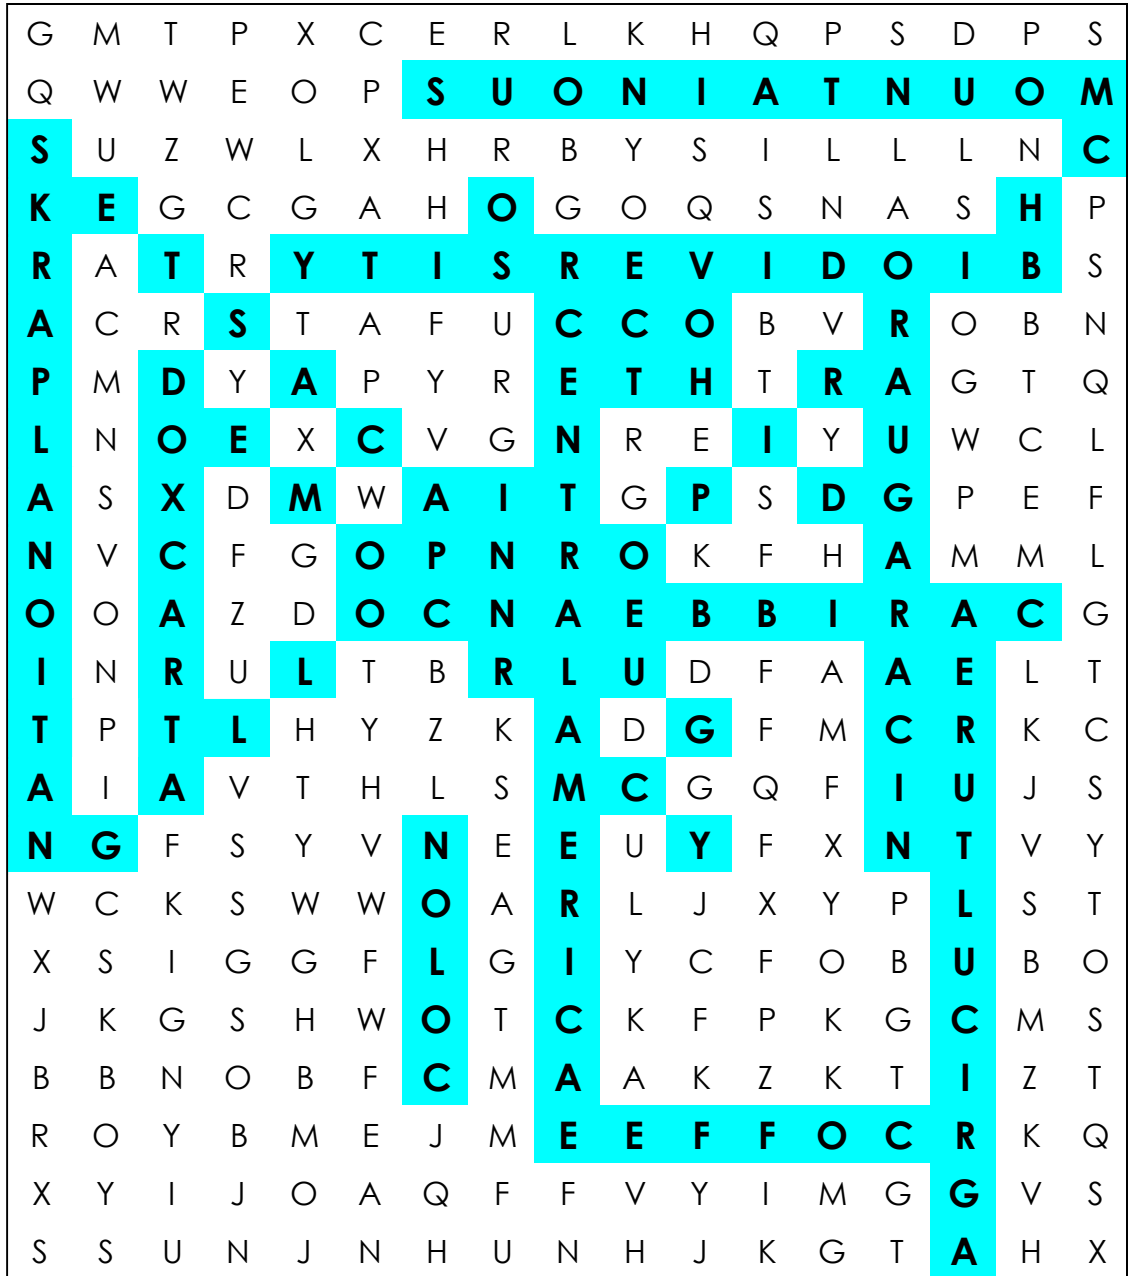 G M T P X C E R L K H Q P S D P S
Q W W E O P S U O N I A T N U O M
S U Z W L X H R B Y S I L L L N C
K E G C G A H O G O Q S N A S H P
R A T R Y T I S R E V I D O I B S
A C R S T A F U C C O B V R O B N
P M D Y A P Y R E T H T R A G T Q
L N O E X C V G N R E I Y U W C L
A S X D M W A I T G P S D G P E F
N V C F G O P N R O K F H A M M L
O O A Z D O C N A E B B I R A C G
I N R U L T B R L U D F A A E L T
T P T L H Y Z K A D G F M C R K C
A I A V T H L S M C G Q F I U J S
N G F S Y V N E E U Y F X N T V Y
W C K S W W O A R L J X Y P L S T
X S I G G F L G I Y C F O B U B O
J K G S H W O T C K F P K G C M S
B B N O B F C M A A K Z K T I Z T
R O Y B M E J M E E F F O C R K Q
X Y I J O A Q F F V Y I M G G V S
S S U N J N H U N H J K G T A H X